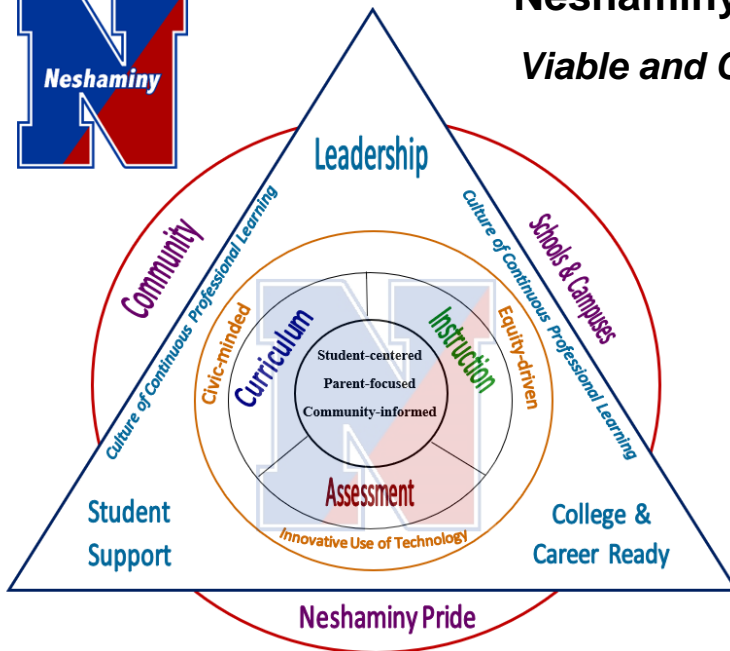 Neshaminy
Viable and
Neshaminy
Leadership
Community
Culture of Continuous Professional Learning
Culture of Continuous Professional Learning
Schools & Campuses
Civic-minded
Equity-driven
Curriculum
Instruction
Student-centered
Parent-focused
Community-informed
Assessment
Innovative Use of Technology
Student
Support
College &
Career Ready
Neshaminy Pride